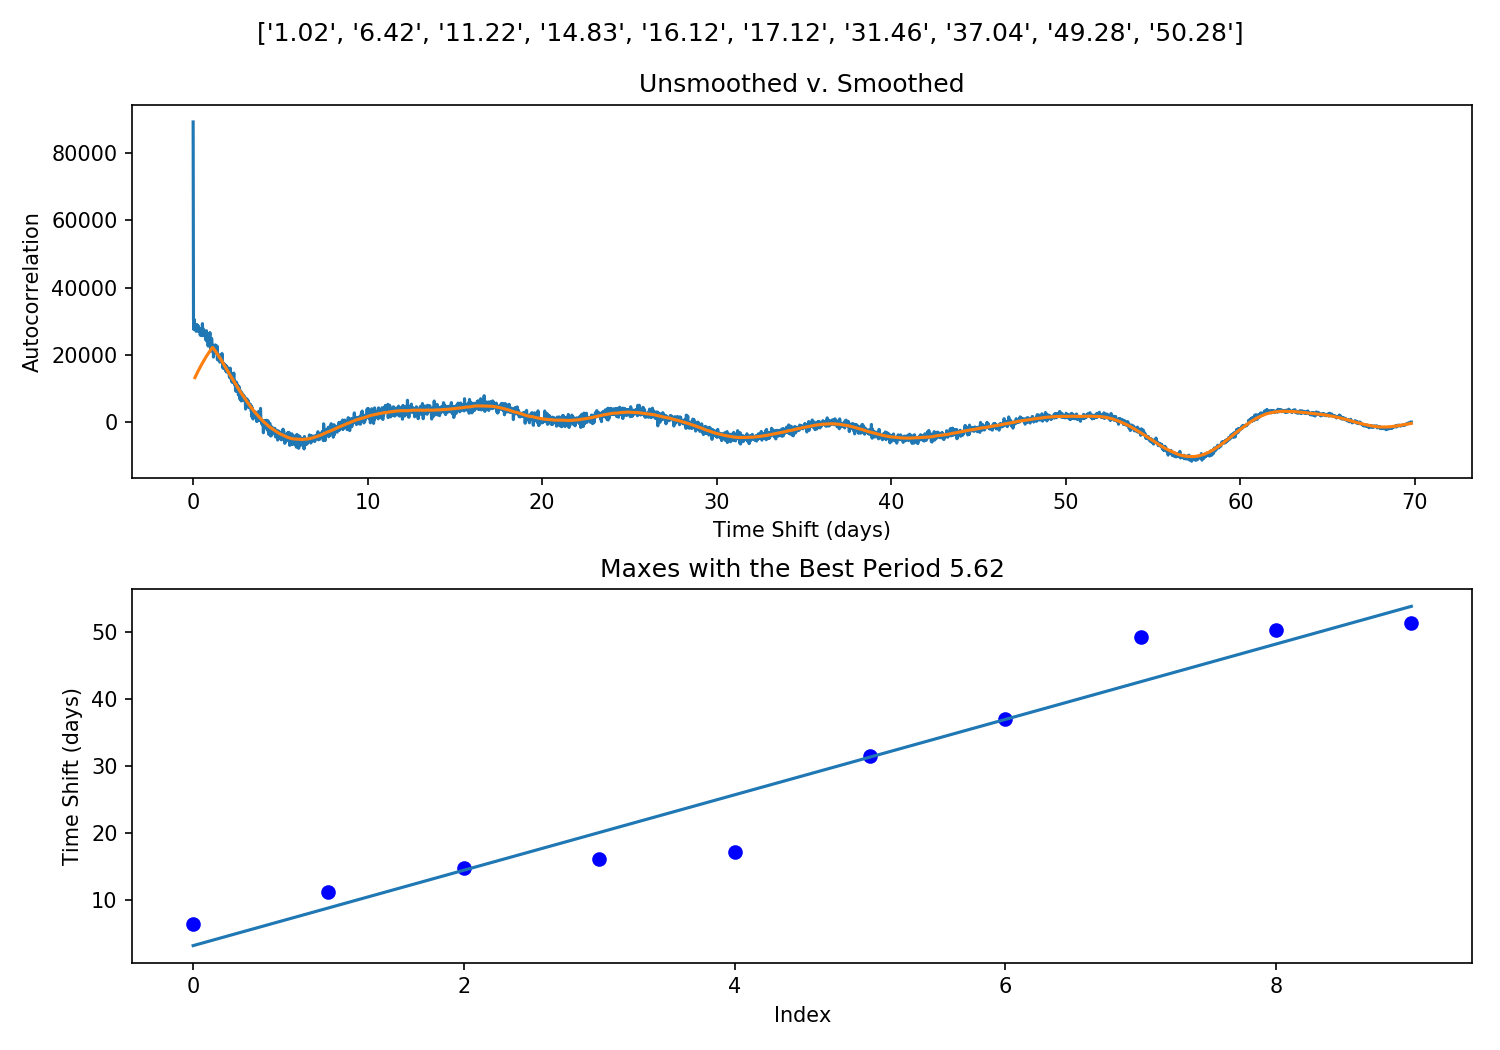 ['1.02', '6.42', '11.22', '14.83', '16.12', '17.12', '31.46', '37.04', '49.28', '50.28']
Unsmoothed v. Smoothed
80000
60000
40000
20000
0
Autocorrelation
0 10 20 30 40 50 60 70
Time Shift (days)
Maxes with the Best Period 5.62
50
40
30
20
10
Time Shift (days)
0 2 4 6 8
Index